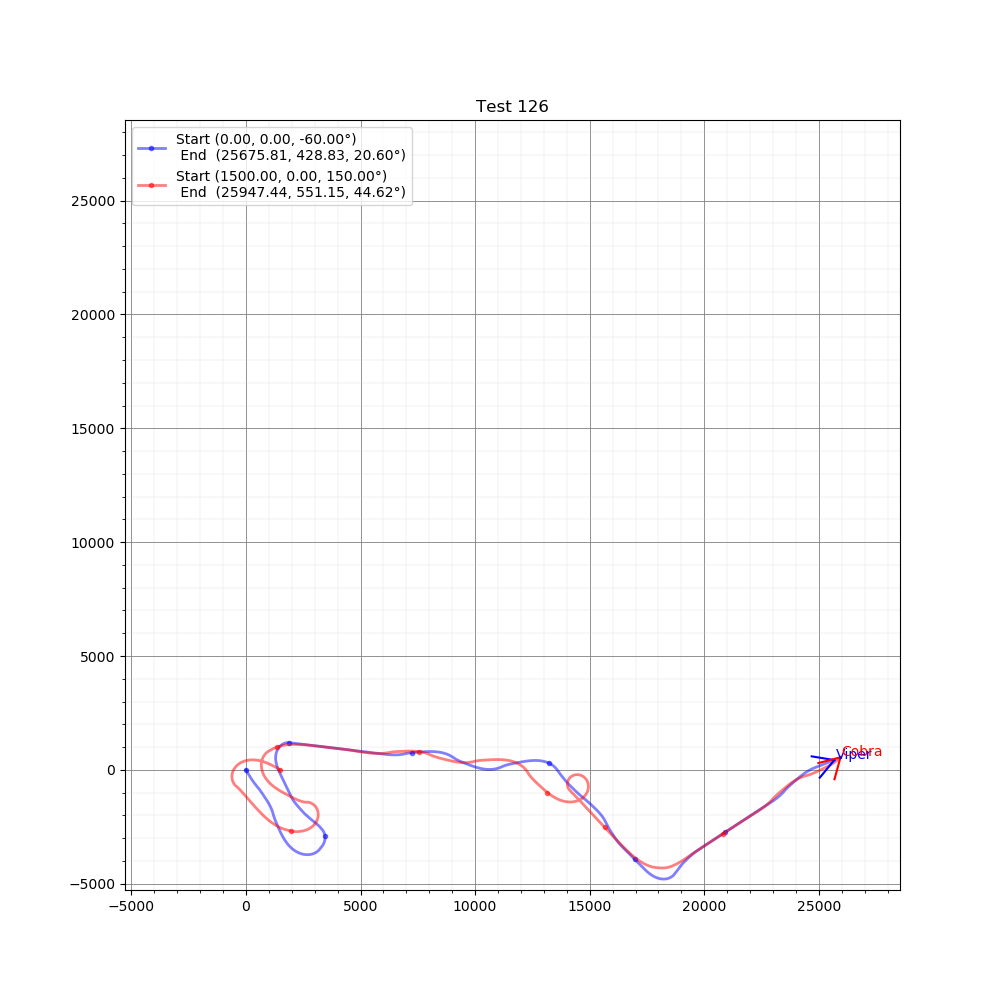 Test 126
Start (0.00, 0.00, -60.00°)
End  (25675.81, 428.83, 20.60°)
Start (1500.00, 0.00, 150.00°)
End  (25947.44, 551.15, 44.62°)
25000
20000
15000
10000
5000
0
−5000
Cobra
Viper
−5000 0 5000 10000 15000 20000 25000